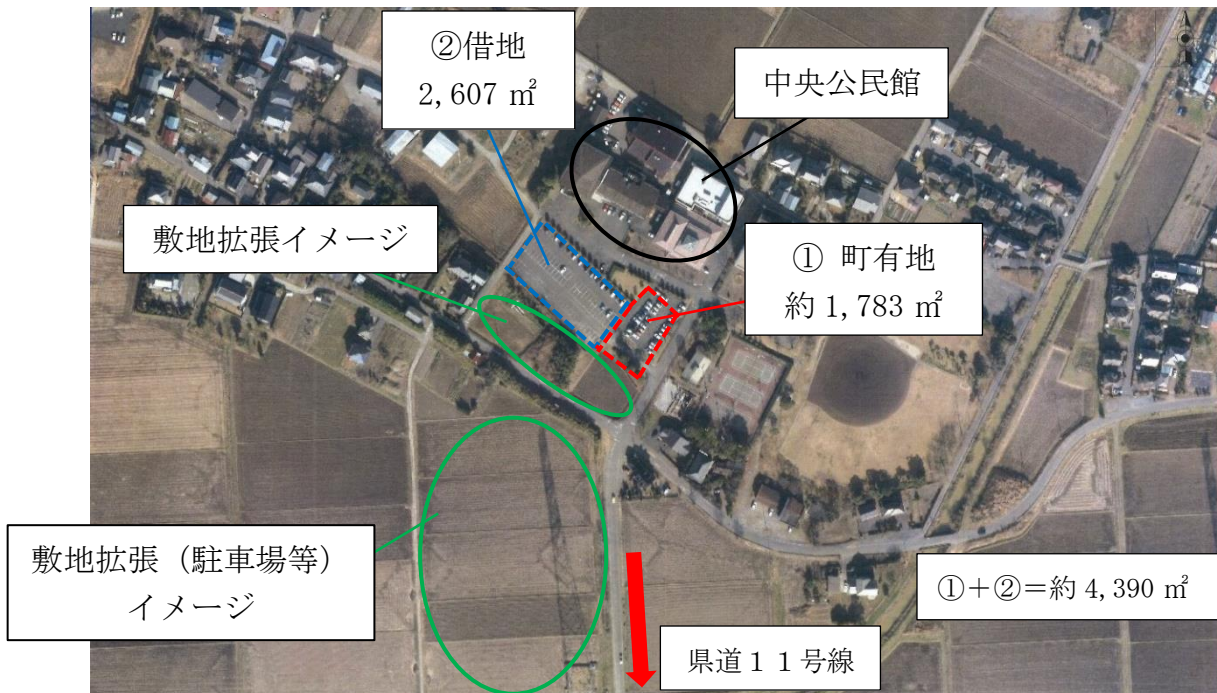 ②借地
2,607 ㎡
中央公民館
敷地拡張イメージ
① 町有地
約 1,783 ㎡
敷地拡張（駐車場等）
イメージ
①＋②＝約 4,390 ㎡
県道１１号線